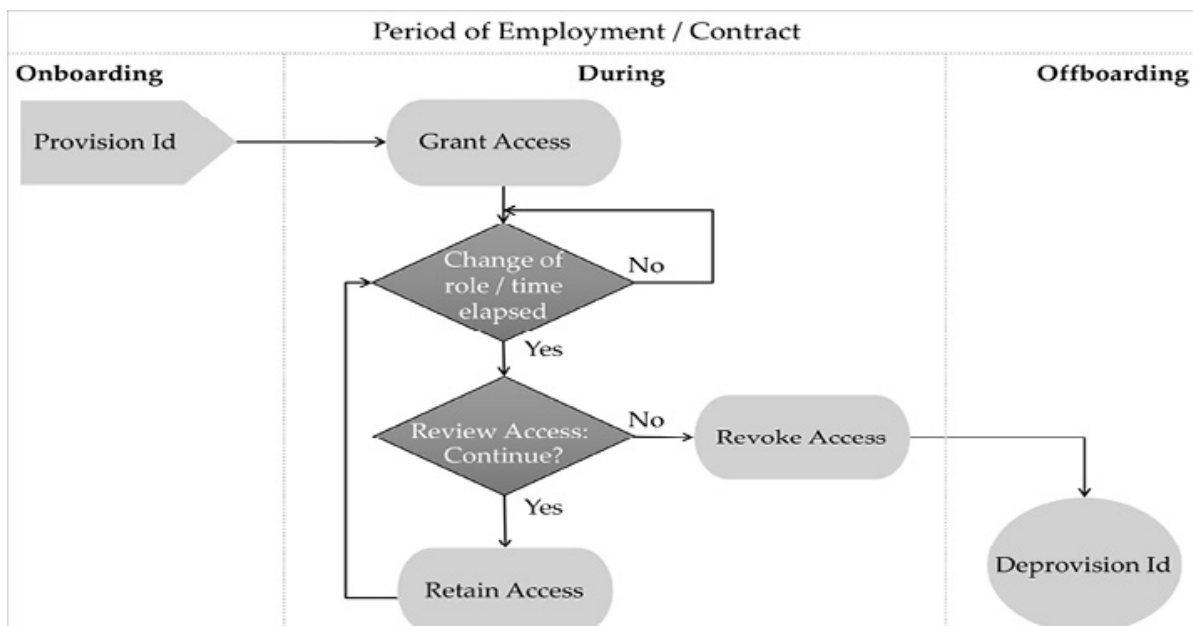 Period of Employment / Contract
Onboarding
During
Offboarding
Provision Id
Grant Access
Change of
role / time
elapsed
No
Yes
Review Access:
Continue?
No
Revoke Access
Yes
Retain Access
Deprovision Id